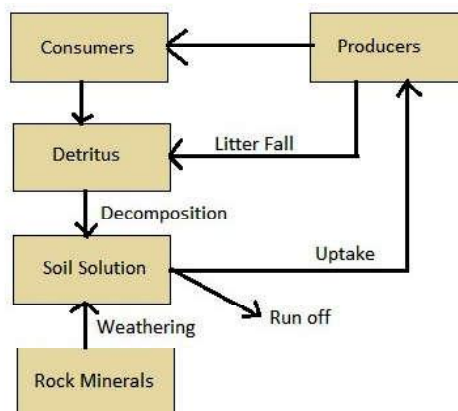 Consumers
Producers
Litter Fall
Detritus
Decomposition
Uptake
Soil Solution
Run off
Weathering
Rock Minerals